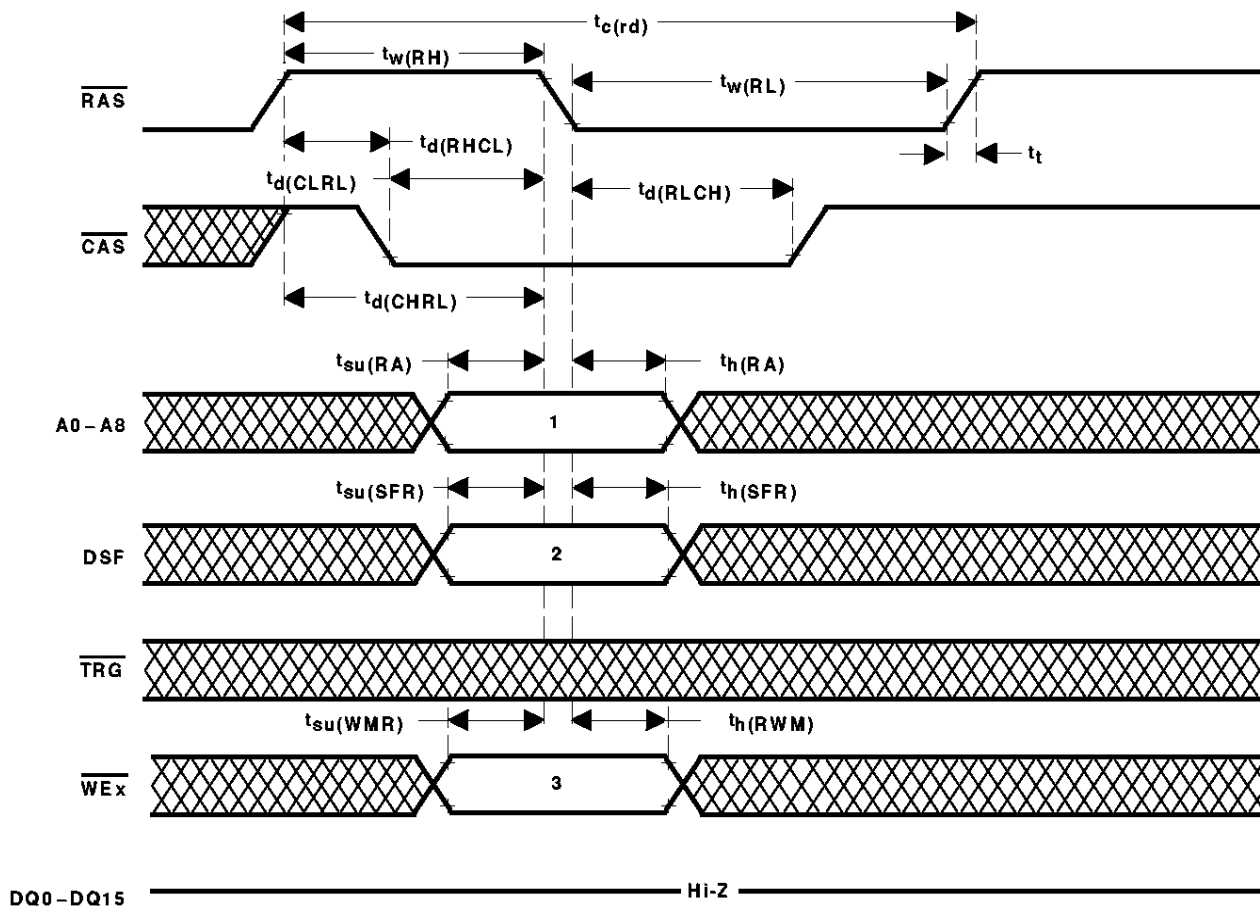 tc(rd)
tw(RH)
tw(RL)
RAS
td(RHCL)
tt
td(CLRL)
td(RLCH)
CAS
td(CHRL)
tsu(RA)
th(RA)
A0–A8
1
tsu(SFR)
th(SFR)
DSF
2
TRG
tsu(WMR)
th(RWM)
WEx
3
DQ0–DQ15
Hi-Z